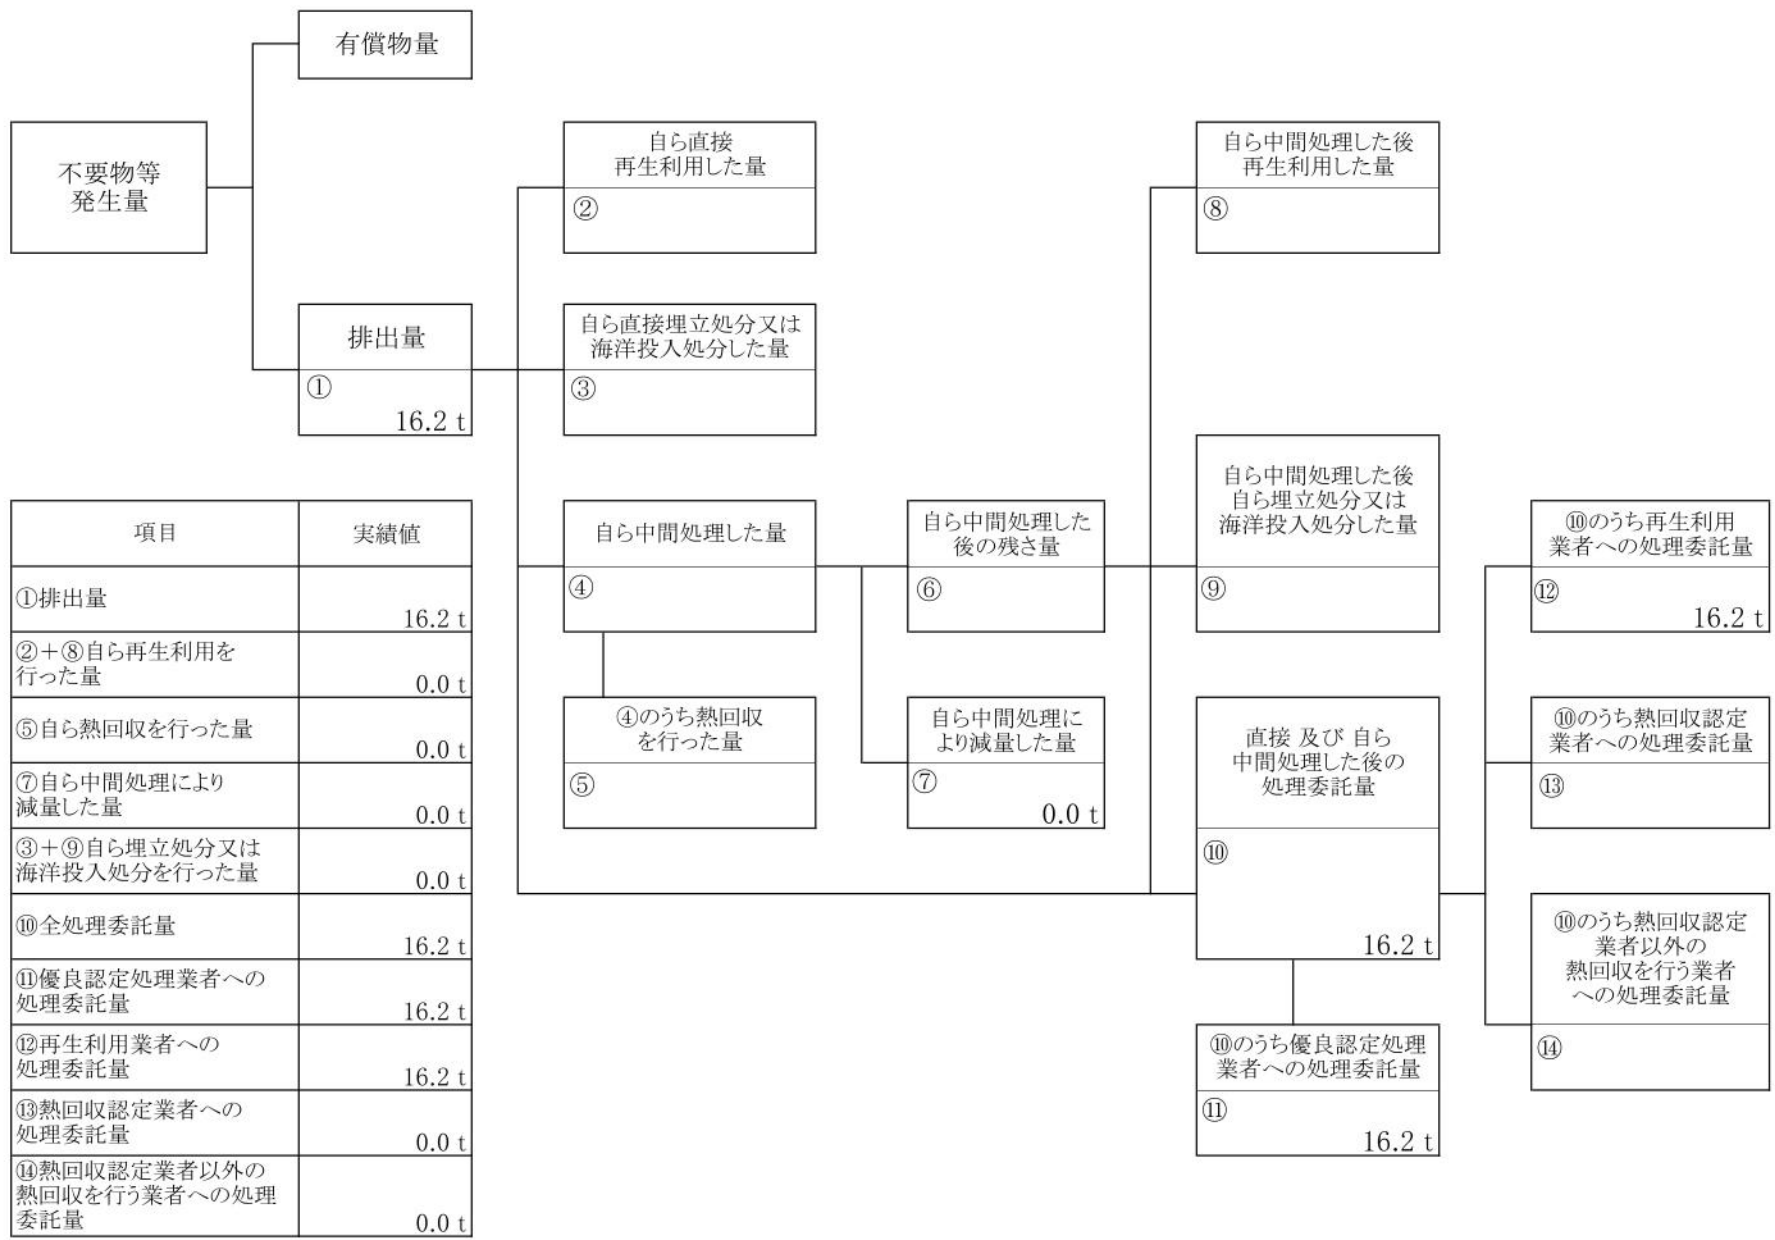 有償物量
不要物等
発生量
排出量
①
16.2 t
自ら直接
再生利用した量
②
自ら直接埋立処分又は
海洋投入処分した量
③
自ら中間処理した量
④
④のうち熱回収
を行った量
⑤
自ら中間処理した
後の残さ量
⑥
自ら中間処理に
より減量した量
⑦
0.0 t
自ら中間処理した後
再生利用した量
⑧
自ら中間処理した後
自ら埋立処分又は
海洋投入処分した量
⑨
直接 及び 自ら
中間処理した後の
処理委託量
⑩
16.2 t
⑩のうち優良認定処理
業者への処理委託量
⑪
16.2 t
⑩のうち再生利用
業者への処理委託量
⑫
16.2 t
⑩のうち熱回収認定
業者への処理委託量
⑬
⑩のうち熱回収認定
業者以外の
熱回収を行う業者
への処理委託量
⑭
項目 実績値
①排出量
16.2 t
②＋⑧自ら再生利用を
行った量
0.0 t
⑤自ら熱回収を行った量
0.0 t
⑦自ら中間処理により
減量した量
0.0 t
③＋⑨自ら埋立処分又は
海洋投入処分を行った量
0.0 t
⑩全処理委託量
16.2 t
⑪優良認定処理業者への
処理委託量
16.2 t
⑫再生利用業者への
処理委託量
16.2 t
⑬熱回収認定業者への
処理委託量
0.0 t
⑭熱回収認定業者以外の
熱回収を行う業者への処理
委託量
0.0 t